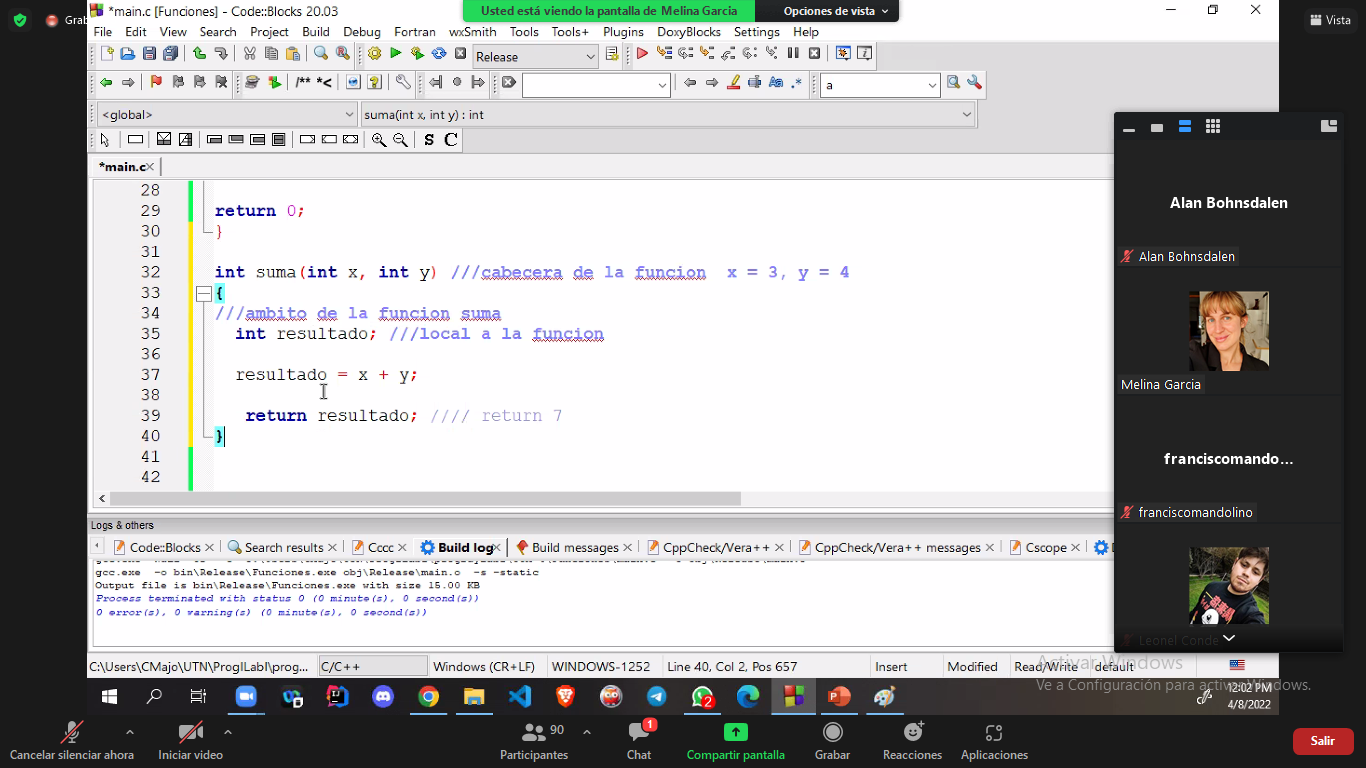 *main.c [Funciones] - Code::Blocks 20.03
Usted está viendo la pantalla de Melina Garcia
Opciones de vista
Vista
Grab
File Edit View Search Project Build Debug Fortran wxSmith Tools Tools+ Plugins DoxyBlocks Settings Help
Release
/** *<
.*
a
<global>
suma(int x, int y) : int
S C
*main.c
28
29 return 0;
30 }
31
32 int suma(int x, int y) ///cabecera de la funcion x = 3, y = 4
33 {
34 ///ambito de la funcion suma
35 int resultado; ///local a la funcion
36
37 resultado = x + y;
38
39 return resultado; //// return 7
40 }
41
42
Alan Bohnsdalen
Alan Bohnsdalen
Melina Garcia
franciscomando...
franciscomandolino
Leonel Conde
Logs & others
Code::Blocks Search results Cccc Build log Build messages CppCheck/Vera++ CppCheck/Vera++ messages Cscope
gcc.exe -o bin\Release\Funciones.exe obj\Release\main.o -s -static
Output file is bin\Release\Funciones.exe with size 15.00 KB
Process terminated with status 0 (0 minute(s), 0 second(s))
0 error(s), 0 warning(s) (0 minute(s), 0 second(s))
C:\Users\CMajo\UTN\ProgILabI\prog... C/C++ Windows (CR+LF) WINDOWS-1252 Line 40, Col 2, Pos 657 Insert Modified Read/Write default
Activar Windows
Ve a Configuración para activar Windows.
2
12:02 PM
4/8/2022
90
1
Cancelar silenciar ahora Iniciar video Participantes Chat Compartir pantalla Grabar Reacciones Aplicaciones
Salir